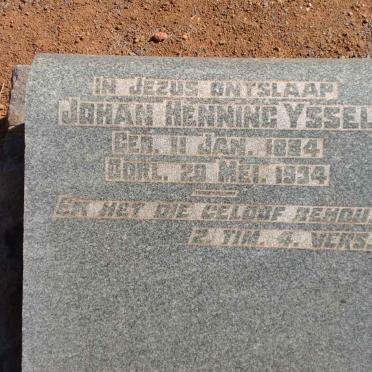 IN JEZUS ONTSLAAP
JOHAN HENNING YSSEL
GEB. 11 JAN. 1894
OORL. 20 MEI. 1934
EK HET DIE GELOOF BEHOU
2. TIM. 4. VERS.